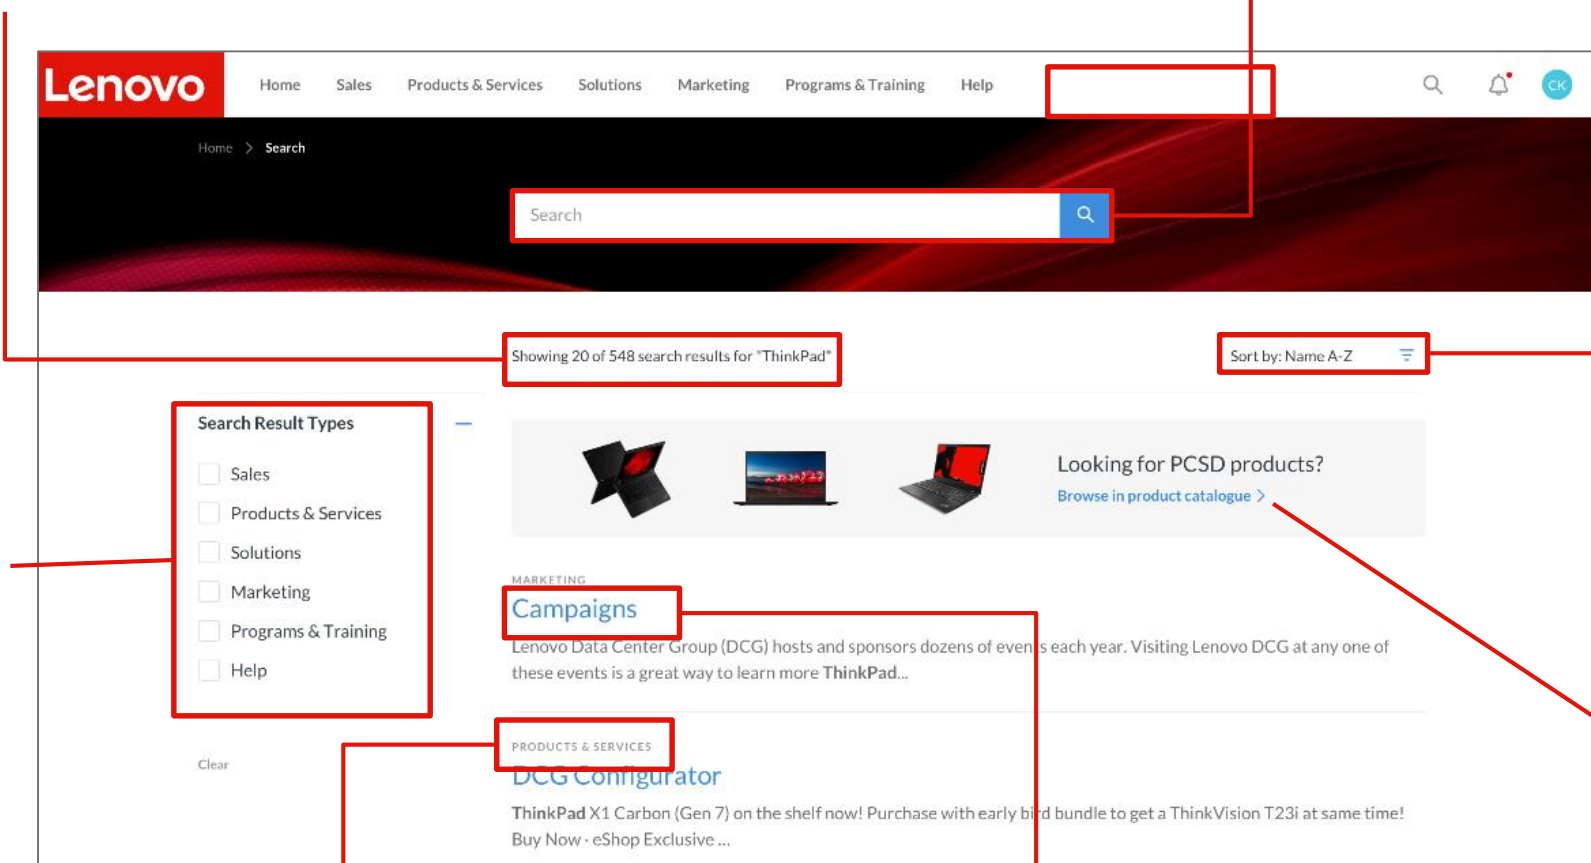 Lenovo
Home Sales Products & Services Solutions Marketing Programs & Training Help
CK
Home > Search
Search
Showing 20 of 548 search results for "ThinkPad"
Sort by: Name A-Z
Search Result Types
Sales
Products & Services
Solutions
Marketing
Programs & Training
Help
Clear
Looking for PCSD products?
Browse in product catalogue >
MARKETING
Campaigns
Lenovo Data Center Group (DCG) hosts and sponsors dozens of events each year. Visiting Lenovo DCG at any one of
these events is a great way to learn more ThinkPad...
PRODUCTS & SERVICES
DCG Configurator
ThinkPad X1 Carbon (Gen 7) on the shelf now! Purchase with early bird bundle to get a ThinkVision T23i at same time!
Buy Now · eShop Exclusive ...